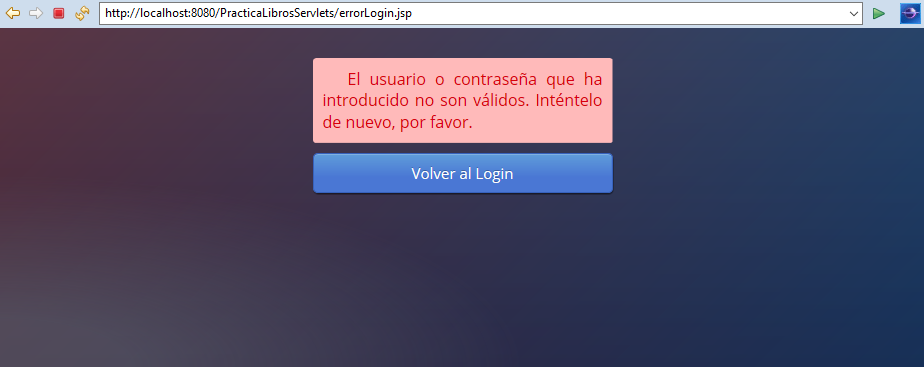 http://localhost:8080/PracticaLibrosServlets/errorLogin.jsp
El usuario o contraseña que ha
introducido no son válidos. Inténtelo
de nuevo, por favor.
Volver al Login